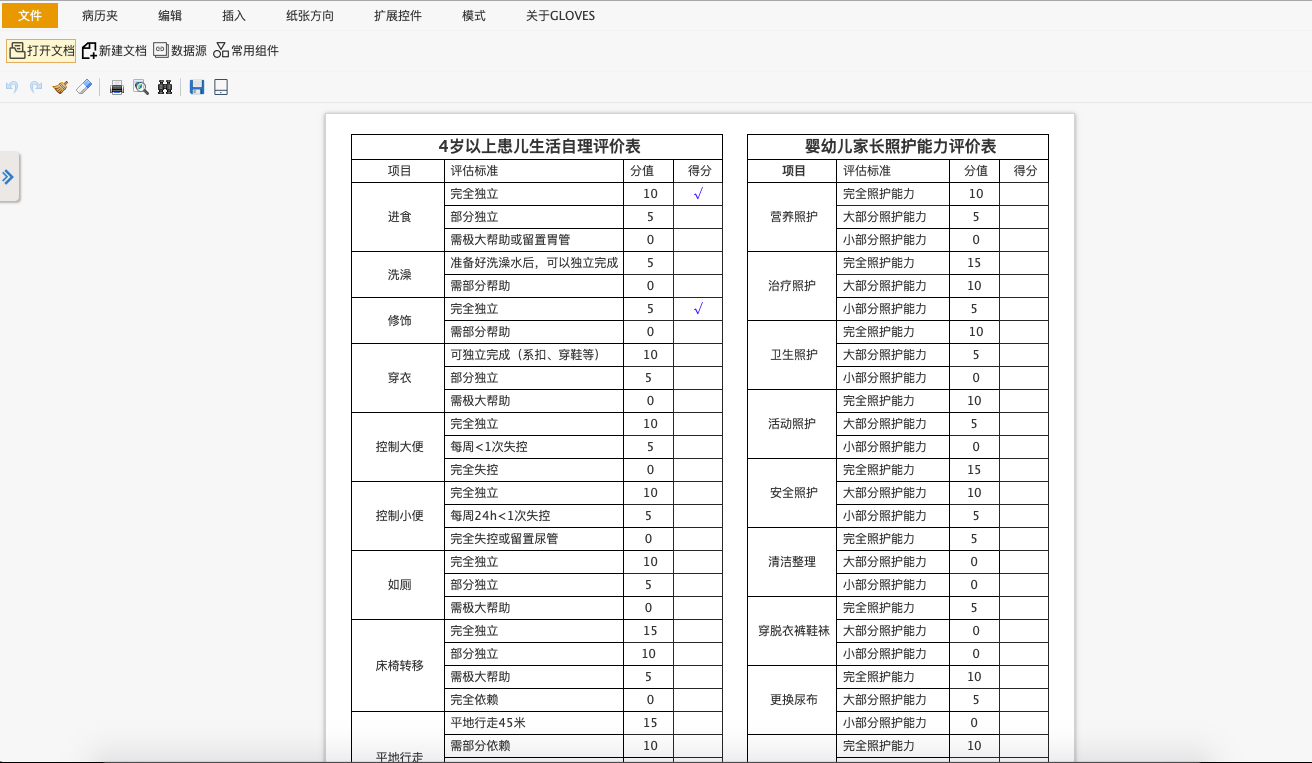 文件 病历夹 编辑 插入 纸张方向 扩展控件 模式 关于GLOVES
打开文档 新建文档 数据源 常用组件
4岁以上患儿生活自理评价表
项目 评估标准 分值 得分
进食
完全独立 10 √
部分独立 5
需极大帮助或留置胃管 0
洗澡
准备好洗澡水后，可以独立完成 5
需部分帮助 0
修饰
完全独立 5 √
需部分帮助 0
穿衣
可独立完成（系扣、穿鞋等） 10
部分独立 5
需极大帮助 0
控制大便
完全独立 10
每周<1次失控 5
完全失控 0
控制小便
完全独立 10
每周24h<1次失控 5
完全失控或留置尿管 0
如厕
完全独立 10
部分独立 5
需极大帮助 0
床椅转移
完全独立 15
部分独立 10
需极大帮助 5
完全依赖 0
平地行走
平地行走45米 15
需部分依赖 10
婴幼儿家长照护能力评价表
项目 评估标准 分值 得分
营养照护
完全照护能力 10
大部分照护能力 5
小部分照护能力 0
治疗照护
完全照护能力 15
大部分照护能力 10
小部分照护能力 5
卫生照护
完全照护能力 10
大部分照护能力 5
小部分照护能力 0
活动照护
完全照护能力 10
大部分照护能力 5
小部分照护能力 0
安全照护
完全照护能力 15
大部分照护能力 10
小部分照护能力 5
清洁整理
完全照护能力 5
大部分照护能力 0
小部分照护能力 0
穿脱衣裤鞋袜
完全照护能力 5
大部分照护能力 0
小部分照护能力 0
更换尿布
完全照护能力 10
大部分照护能力 5
小部分照护能力 0
完全照护能力 10